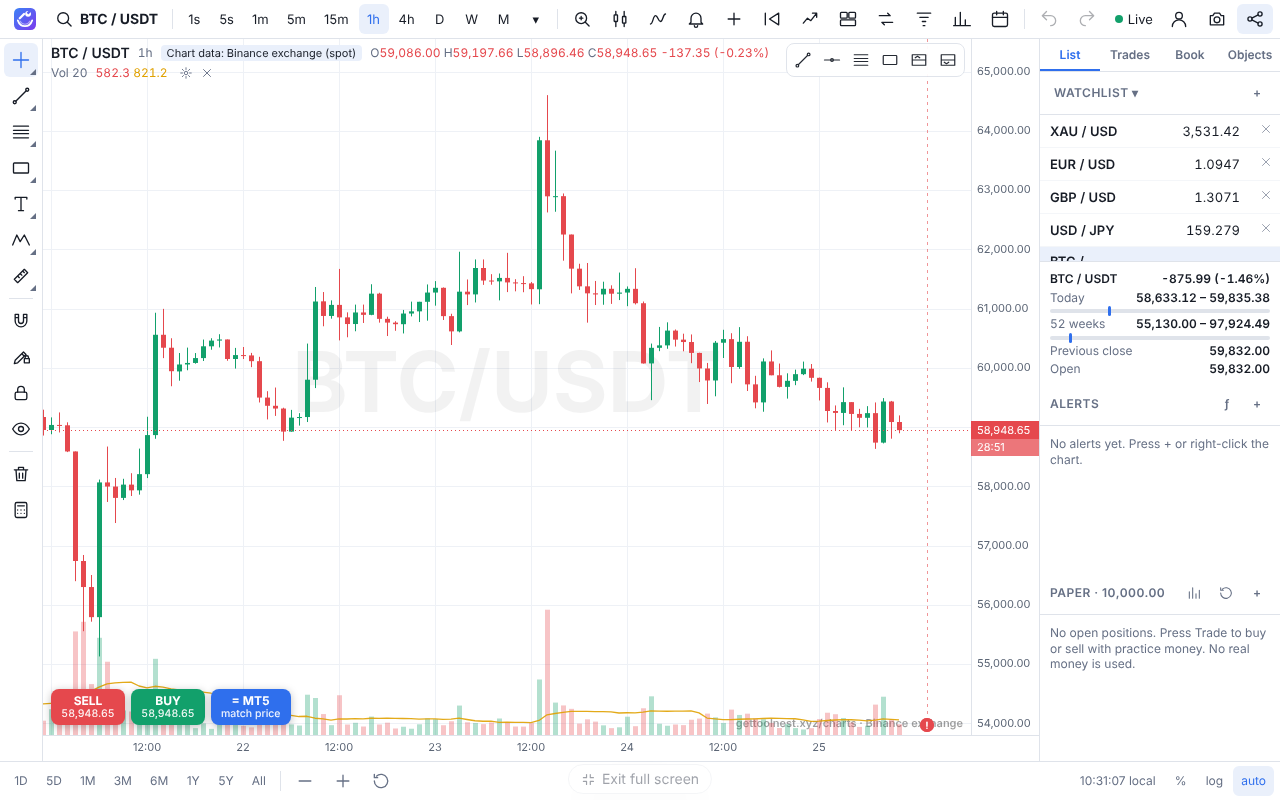 BTC / USDT 1s 5s 1m 5m 15m 1h 4h D W M ▾ Live
BTC / USDT 1h Chart data: Binance exchange (spot) O59,086.00 H59,197.66 L58,896.46 C58,948.65 -137.35 (-0.23%)
Vol 20 582.3 821.2
BTC/USDT
65,000.00
64,000.00
63,000.00
62,000.00
61,000.00
60,000.00
58,948.65
28:51
58,000.00
57,000.00
56,000.00
55,000.00
54,000.00
SELL
58,948.65
BUY
58,948.65
= MT5
match price
gettoolnest.xyz/charts · Binance exchange
12:00 22 12:00 23 12:00 24 12:00 25
List Trades Book Objects
WATCHLIST ▾ +
XAU / USD 3,531.42
EUR / USD 1.0947
GBP / USD 1.3071
USD / JPY 159.279
BTC /
BTC / USDT -875.99 (-1.46%)
Today 58,633.12 – 59,835.38
52 weeks 55,130.00 – 97,924.49
Previous close 59,832.00
Open 59,832.00
ALERTS ƒ +
No alerts yet. Press + or right-click the
chart.
PAPER · 10,000.00 +
No open positions. Press Trade to buy
or sell with practice money. No real
money is used.
1D 5D 1M 3M 6M 1Y 5Y All Exit full screen 10:31:07 local % log auto